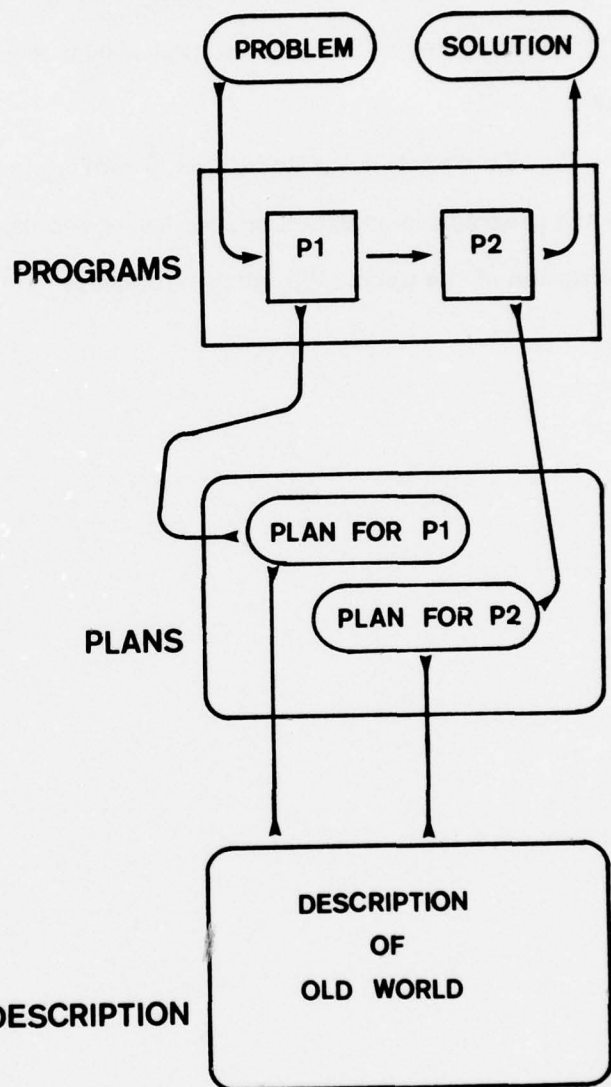 PROBLEM
SOLUTION
PROGRAMS
P1
P2
PLAN FOR P1
PLAN FOR P2
PLANS
DESCRIPTION
OF
OLD WORLD
DESCRIPTION